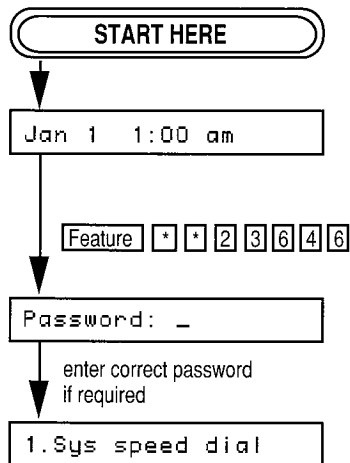 START HERE
Jan 1 1:00 am
Feature * * 2 3 6 4 6
Password: _
enter correct password
if required
1.Sys speed dial